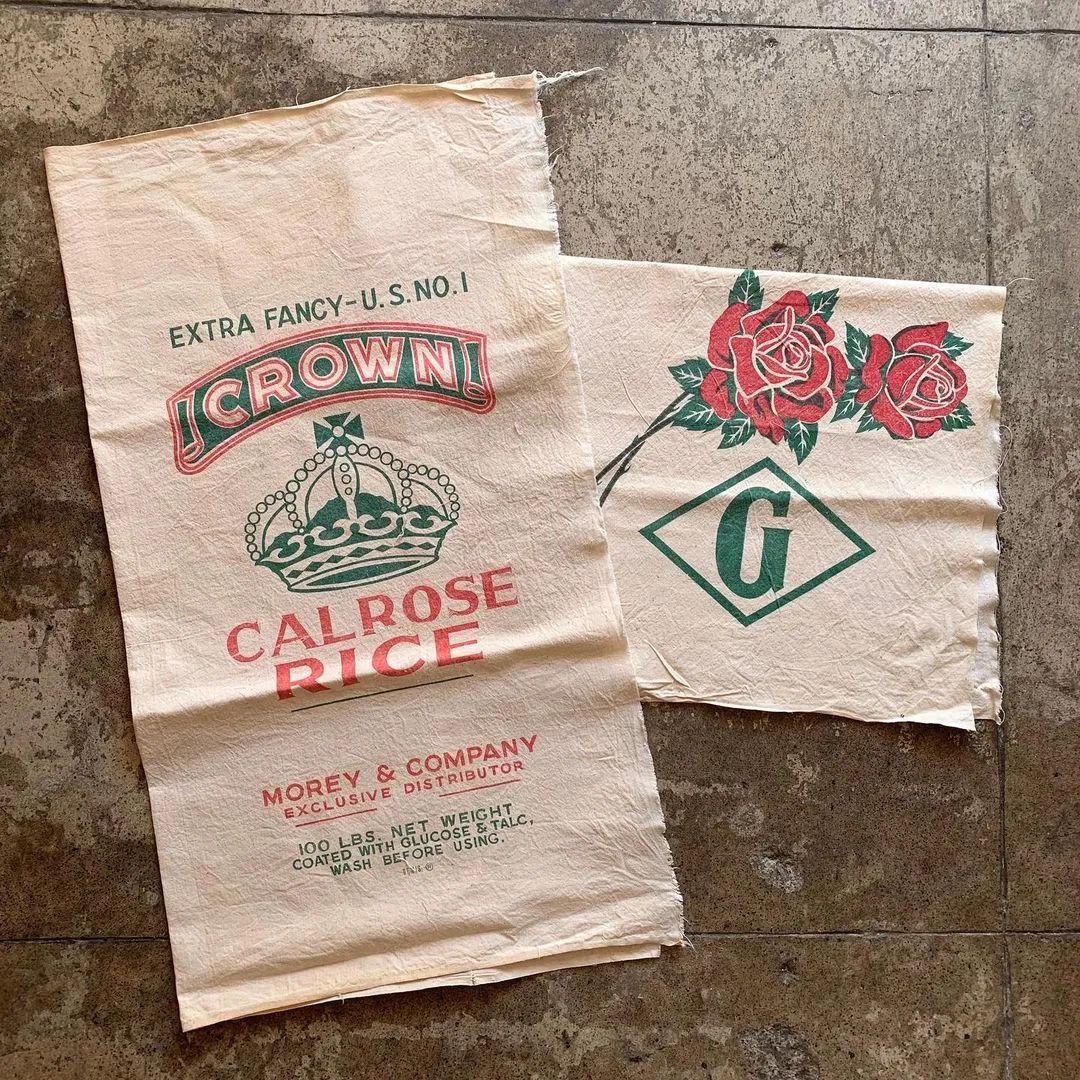 EXTRA FANCY-U.S. NO. 1
CROWN
CALROSE
RICE
MOREY & COMPANY
EXCLUSIVE DISTRIBUTOR
100 LBS. NET WEIGHT
COATED WITH GLUCOSE & TALC,
WASH BEFORE USING.
G